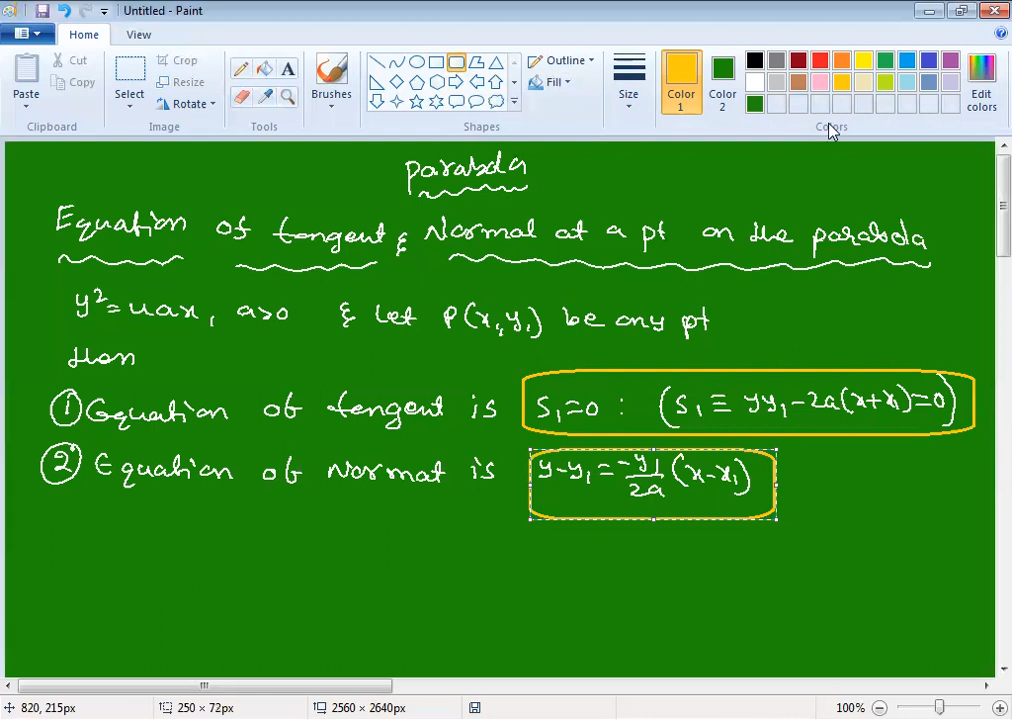 Untitled - Paint
Home View
Paste Cut Copy Clipboard
Select Crop Resize Rotate Image
Tools
Brushes
Outline Fill Shapes
Size
Color 1 Color 2 Edit colors Colors
parabola
Equation of tangent & Normal at a pt on the parabola
y² = 4ax, a>0 & let P(x₁, y₁) be any pt
then
① Equation of tangent is S₁=0 : (S₁ ≡ yy₁-2a(x+x₁)=0)
② Equation of Normal is y-y₁ = -y₁/2a (x-x₁)
820, 215px 250 × 72px 2560 × 2640px 100%